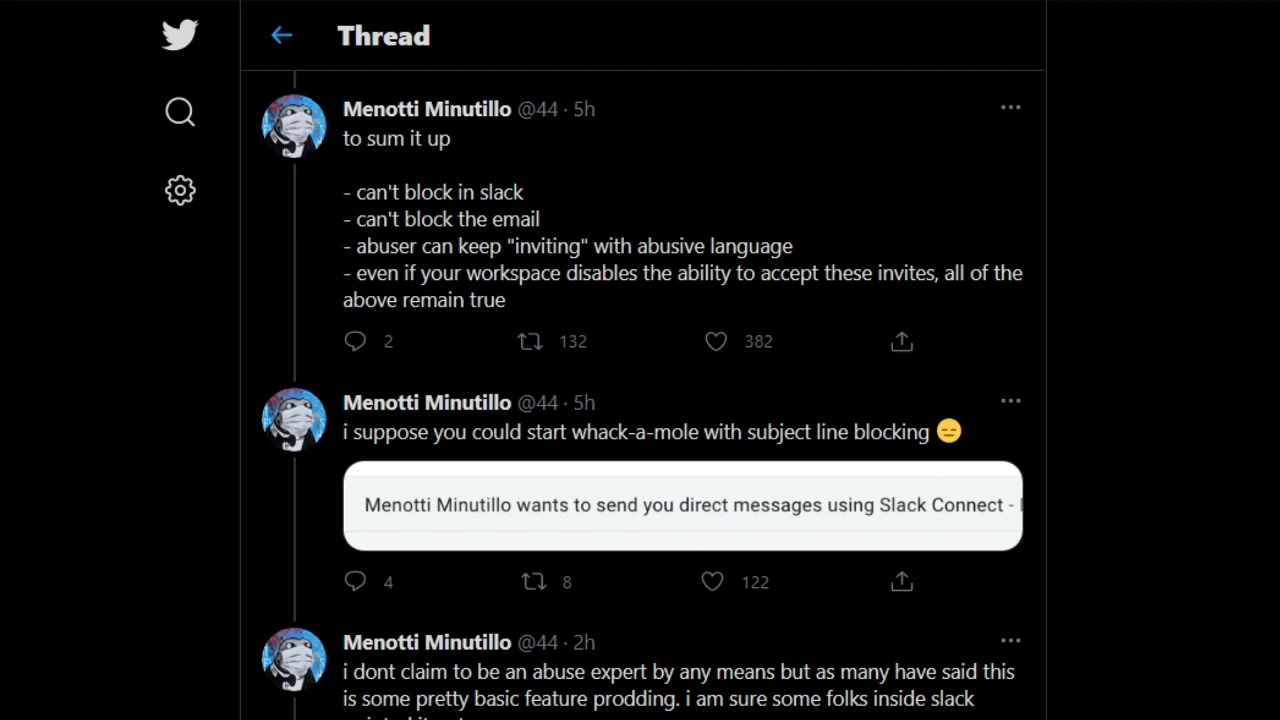 Thread
Menotti Minutillo @44 · 5h
to sum it up
- can't block in slack
- can't block the email
- abuser can keep "inviting" with abusive language
- even if your workspace disables the ability to accept these invites, all of the
above remain true
2 132 382
Menotti Minutillo @44 · 5h
i suppose you could start whack-a-mole with subject line blocking 😑
Menotti Minutillo wants to send you direct messages using Slack Connect -
4 8 122
Menotti Minutillo @44 · 2h
i dont claim to be an abuse expert by any means but as many have said this
is some pretty basic feature prodding. i am sure some folks inside slack